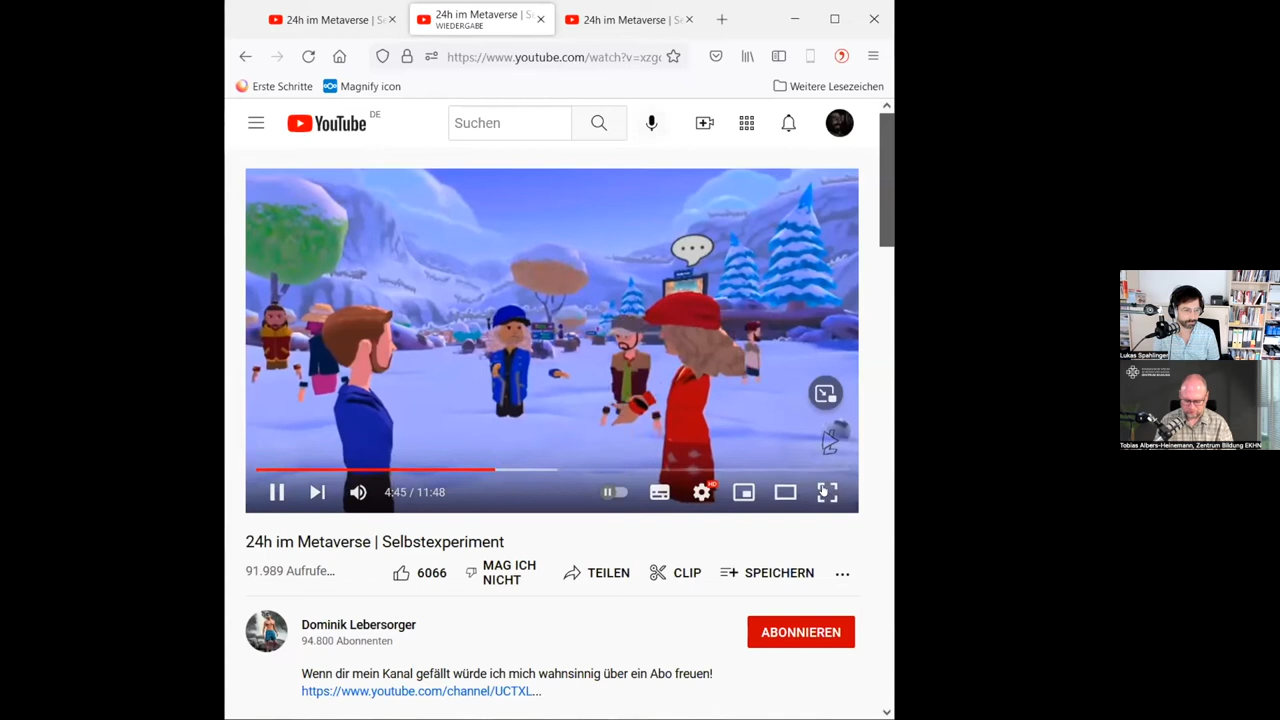 24h im Metaverse | Se
24h im Metaverse | Se
WIEDERGABE
24h im Metaverse | Se
https://www.youtube.com/watch?v=xzgc
Erste Schritte
Magnify icon
Weitere Lesezeichen
YouTube DE
Suchen
HD
4:45 / 11:48
24h im Metaverse | Selbstexperiment
91.989 Aufrufe...
6066
MAG ICH NICHT
TEILEN
CLIP
SPEICHERN
Dominik Lebersorger
94.800 Abonnenten
ABONNIEREN
Wenn dir mein Kanal gefällt würde ich mich wahnsinnig über ein Abo freuen!
https://www.youtube.com/channel/UCTXL...
Lukas Spahlinger
Tobias Albers-Heinemann, Zentrum Bildung EKHN